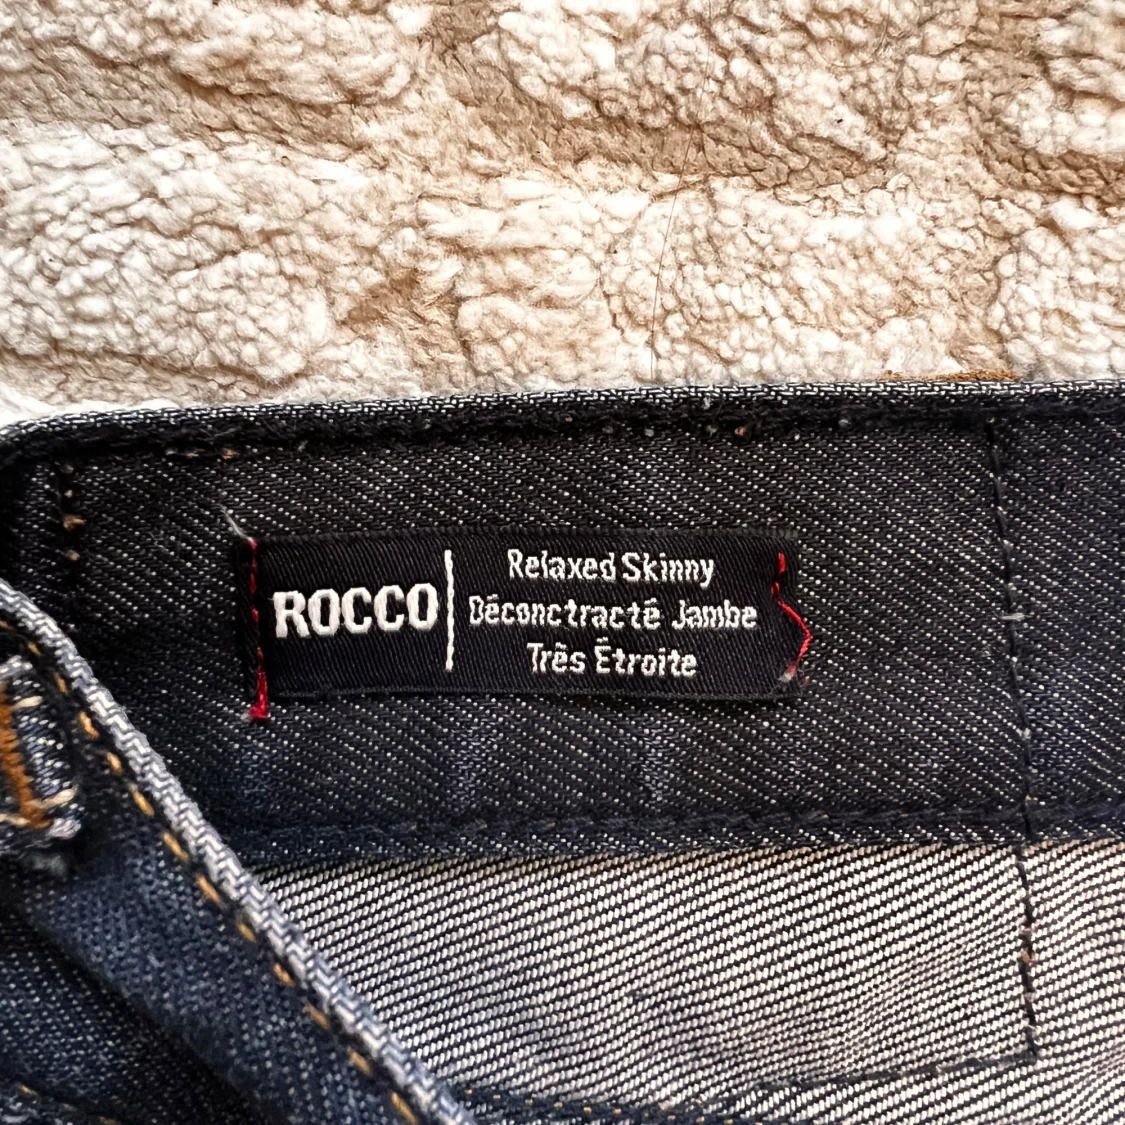 ROCCO
Relaxed Skinny
Déconctracté Jambe
Très Étroite